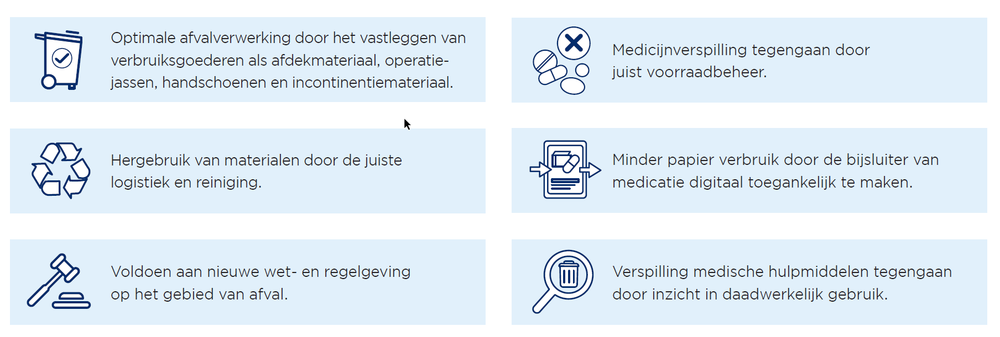 Optimale afvalverwerking door het vastleggen van
verbruiksgoederen als afdekmateriaal, operatie-
jassen, handschoenen en incontinentiemateriaal.
Medicijnverspilling tegengaan door
juist voorraadbeheer.
Hergebruik van materialen door de juiste
logistiek en reiniging.
Minder papier verbruik door de bijsluiter van
medicatie digitaal toegankelijk te maken.
Voldoen aan nieuwe wet- en regelgeving
op het gebied van afval.
Verspilling medische hulpmiddelen tegengaan
door inzicht in daadwerkelijk gebruik.